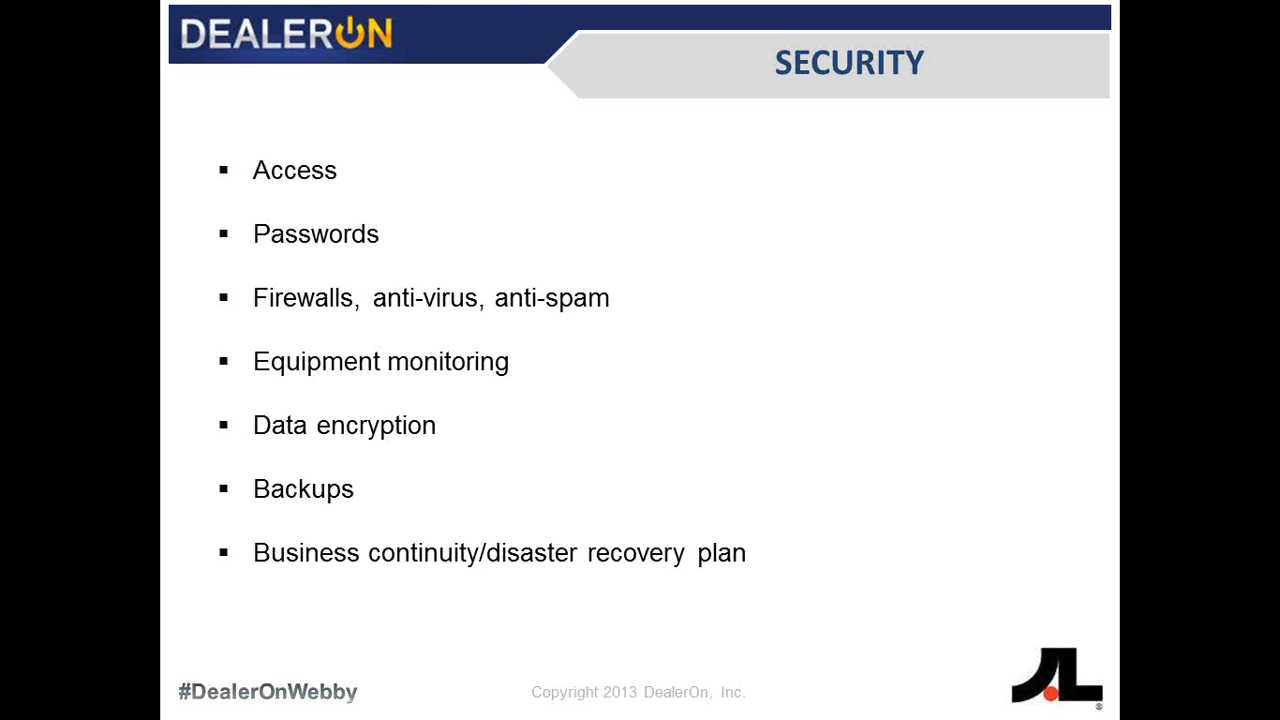 DEALERON
SECURITY
▪ Access
▪ Passwords
▪ Firewalls, anti-virus, anti-spam
▪ Equipment monitoring
▪ Data encryption
▪ Backups
▪ Business continuity/disaster recovery plan
#DealerOnWebby
Copyright 2013 DealerOn, Inc.
JL
®